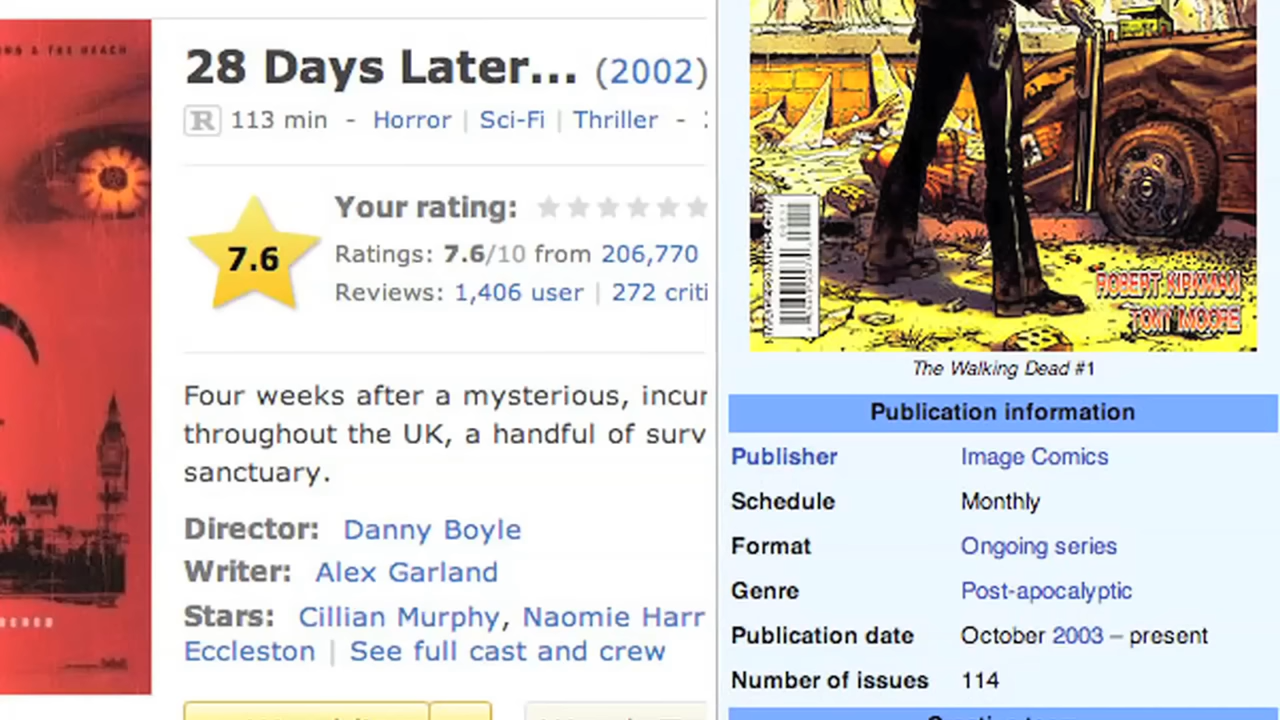 28 Days Later... (2002)
R 113 min - Horror | Sci-Fi | Thriller -
7.6
Your rating:
Ratings: 7.6/10 from 206,770
Reviews: 1,406 user | 272 criti
Four weeks after a mysterious, incur
throughout the UK, a handful of surv
sanctuary.
Director: Danny Boyle
Writer: Alex Garland
Stars: Cillian Murphy, Naomie Harr
Eccleston | See full cast and crew
ROBERT KIRKMAN
TONY MOORE
The Walking Dead #1
Publication information
Publisher Image Comics
Schedule Monthly
Format Ongoing series
Genre Post-apocalyptic
Publication date October 2003 – present
Number of issues 114